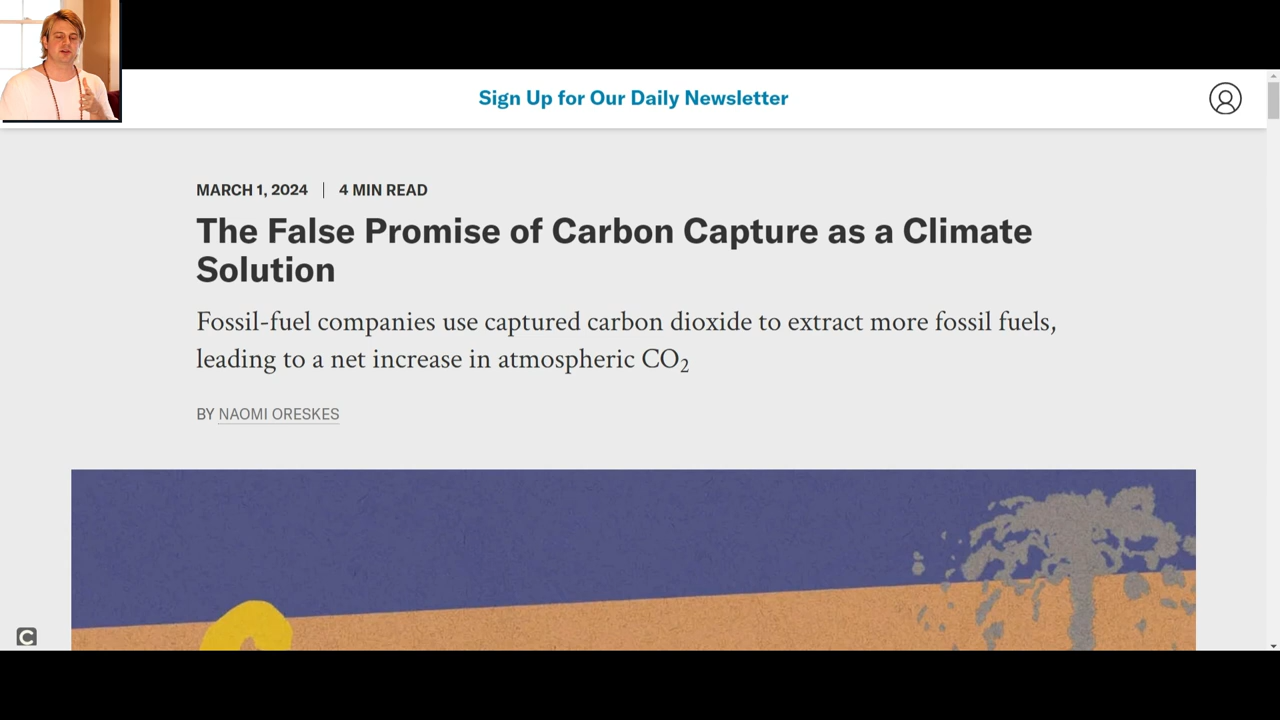 Sign Up for Our Daily Newsletter
MARCH 1, 2024 | 4 MIN READ
The False Promise of Carbon Capture as a Climate
Solution
Fossil-fuel companies use captured carbon dioxide to extract more fossil fuels,
leading to a net increase in atmospheric CO₂
BY NAOMI ORESKES
C